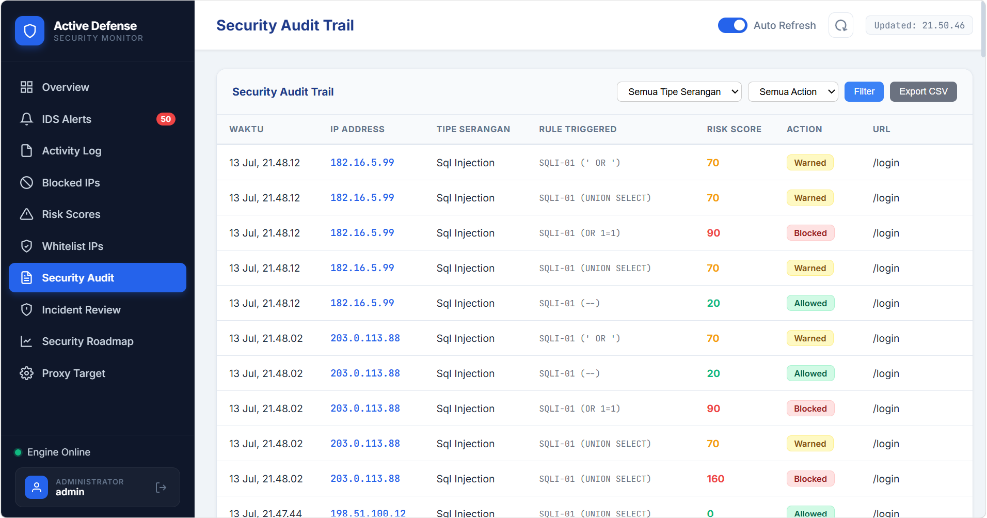 Active Defense
SECURITY MONITOR
Overview
IDS Alerts 50
Activity Log
Blocked IPs
Risk Scores
Whitelist IPs
Security Audit
Incident Review
Security Roadmap
Proxy Target
Engine Online
ADMINISTRATOR
admin
Security Audit Trail
Auto Refresh
Updated: 21.50.46
Security Audit Trail
Semua Tipe Serangan
Semua Action
Filter
Export CSV
WAKTU IP ADDRESS TIPE SERANGAN RULE TRIGGERED RISK SCORE ACTION URL
13 Jul, 21.48.12 182.16.5.99 Sql Injection SQLI-01 (' OR ') 70 Warned /login
13 Jul, 21.48.12 182.16.5.99 Sql Injection SQLI-01 (UNION SELECT) 70 Warned /login
13 Jul, 21.48.12 182.16.5.99 Sql Injection SQLI-01 (OR 1=1) 90 Blocked /login
13 Jul, 21.48.12 182.16.5.99 Sql Injection SQLI-01 (UNION SELECT) 70 Warned /login
13 Jul, 21.48.12 182.16.5.99 Sql Injection SQLI-01 (--) 20 Allowed /login
13 Jul, 21.48.02 203.0.113.88 Sql Injection SQLI-01 (' OR ') 70 Warned /login
13 Jul, 21.48.02 203.0.113.88 Sql Injection SQLI-01 (--) 20 Allowed /login
13 Jul, 21.48.02 203.0.113.88 Sql Injection SQLI-01 (OR 1=1) 90 Blocked /login
13 Jul, 21.48.02 203.0.113.88 Sql Injection SQLI-01 (UNION SELECT) 70 Warned /login
13 Jul, 21.48.02 203.0.113.88 Sql Injection SQLI-01 (UNION SELECT) 160 Blocked /login
13 Jul, 21.47.44 198.51.100.12 Sql Injection SQLI-01 (UNION SELECT) 0 Allowed /login